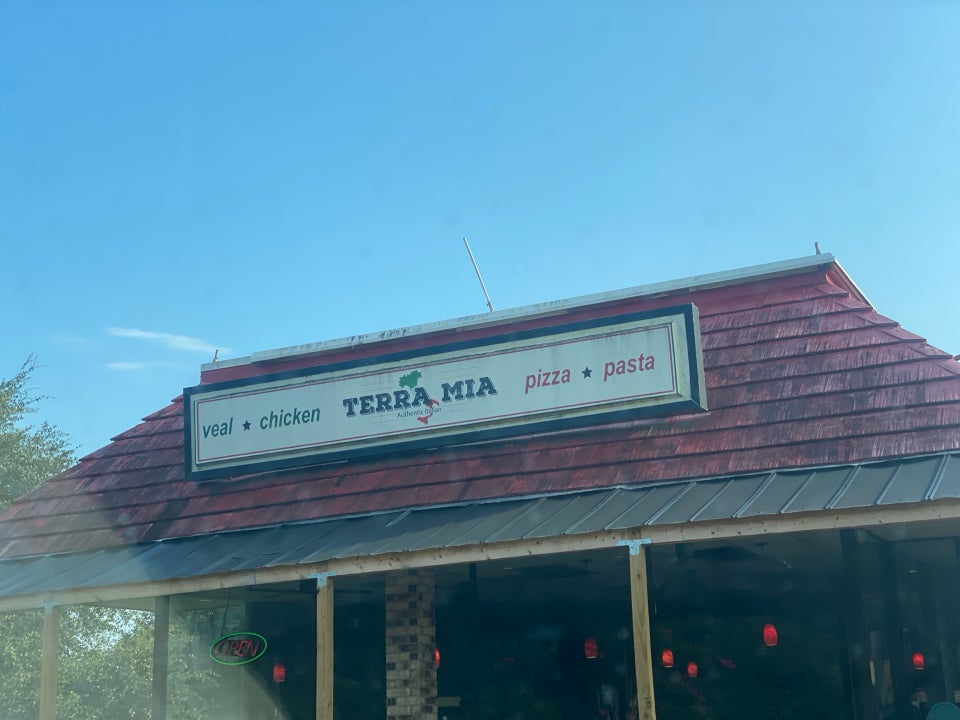 veal ★ chicken
TERRA MIA
Authentic Italian
pizza ★ pasta
OPEN